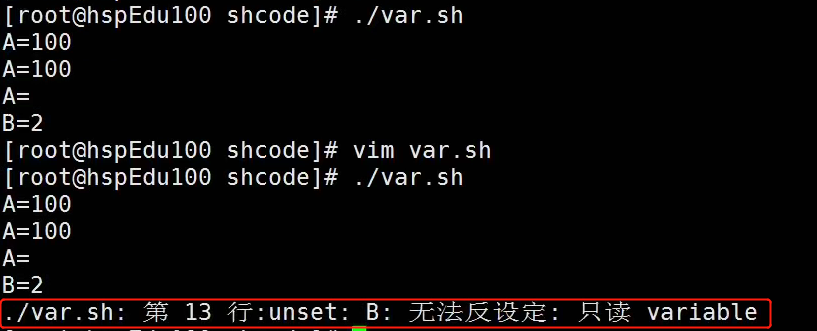 [root@hspEdu100 shcode]# ./var.sh
A=100
A=100
A=
B=2
[root@hspEdu100 shcode]# vim var.sh
[root@hspEdu100 shcode]# ./var.sh
A=100
A=100
A=
B=2
./var.sh: 第 13 行:unset: B: 无法反设定: 只读 variable